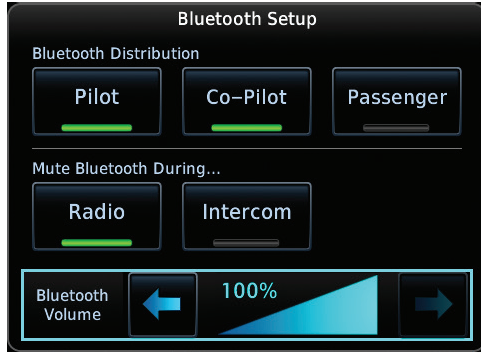 Bluetooth Setup
Bluetooth Distribution
Pilot
Co-Pilot
Passenger
Mute Bluetooth During...
Radio
Intercom
Bluetooth
Volume
100%